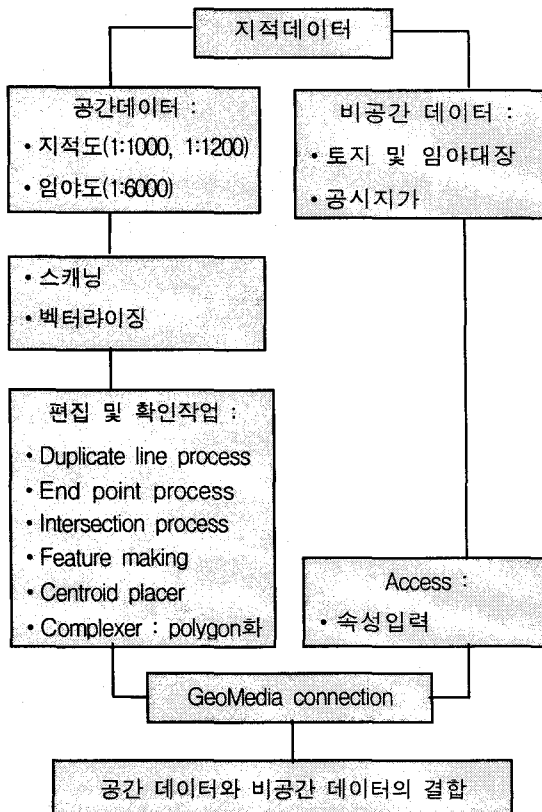 지적데이터
공간데이터 :
• 지적도(1:1000, 1:1200)
• 임야도(1:6000)
비공간 데이터 :
• 토지 및 임야대장
• 공시지가
• 스캐닝
• 벡터라이징
편집 및 확인작업 :
• Duplicate line process
• End point process
• Intersection process
• Feature making
• Centroid placer
• Complexer : polygon화
Access :
• 속성입력
GeoMedia connection
공간 데이터와 비공간 데이터의 결합